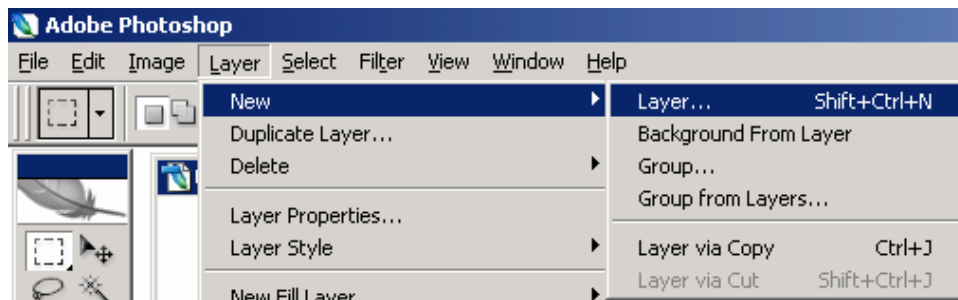 Adobe Photoshop
File Edit Image Layer Select Filter View Window Help
New
Duplicate Layer...
Delete
Layer Properties...
Layer Style
New Fill Layer
Layer... Shift+Ctrl+N
Background From Layer
Group...
Group from Layers...
Layer via Copy Ctrl+J
Layer via Cut Shift+Ctrl+J